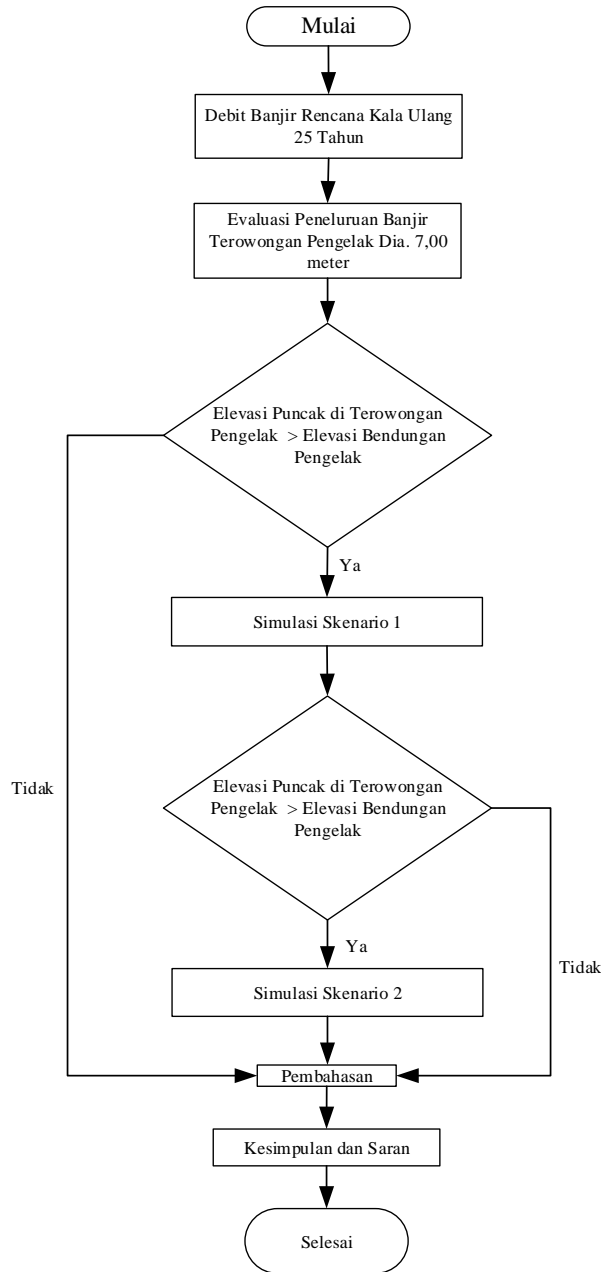 Mulai
Debit Banjir Rencana Kala Ulang
25 Tahun
Evaluasi Peneluruan Banjir
Terowongan Pengelak Dia. 7,00
meter
Elevasi Puncak di Terowongan
Pengelak > Elevasi Bendungan
Pengelak
Ya
Simulasi Skenario 1
Tidak
Elevasi Puncak di Terowongan
Pengelak > Elevasi Bendungan
Pengelak
Ya
Tidak
Simulasi Skenario 2
Pembahasan
Kesimpulan dan Saran
Selesai